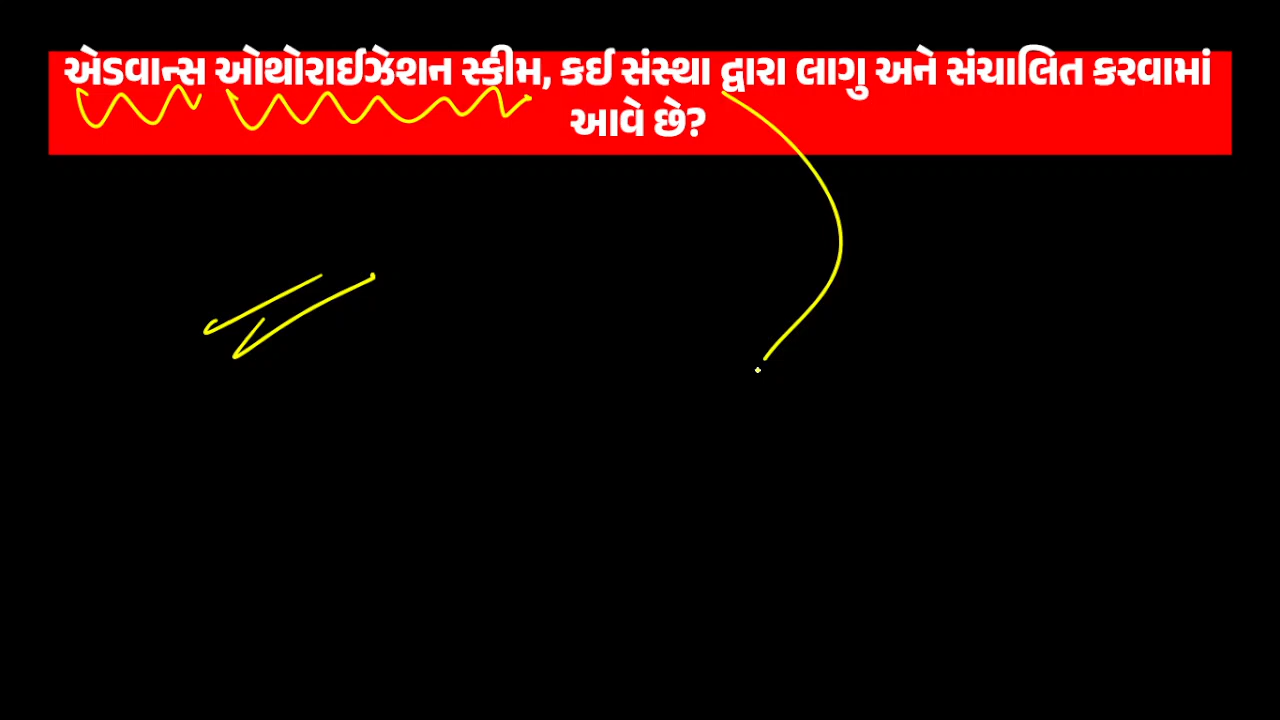 એડવાન્સ ઓથોરાઈઝેશન સ્કીમ, કઈ સંસ્થા દ્વારા લાગુ અને સંચાલિત કરવામાં
આવે છે?